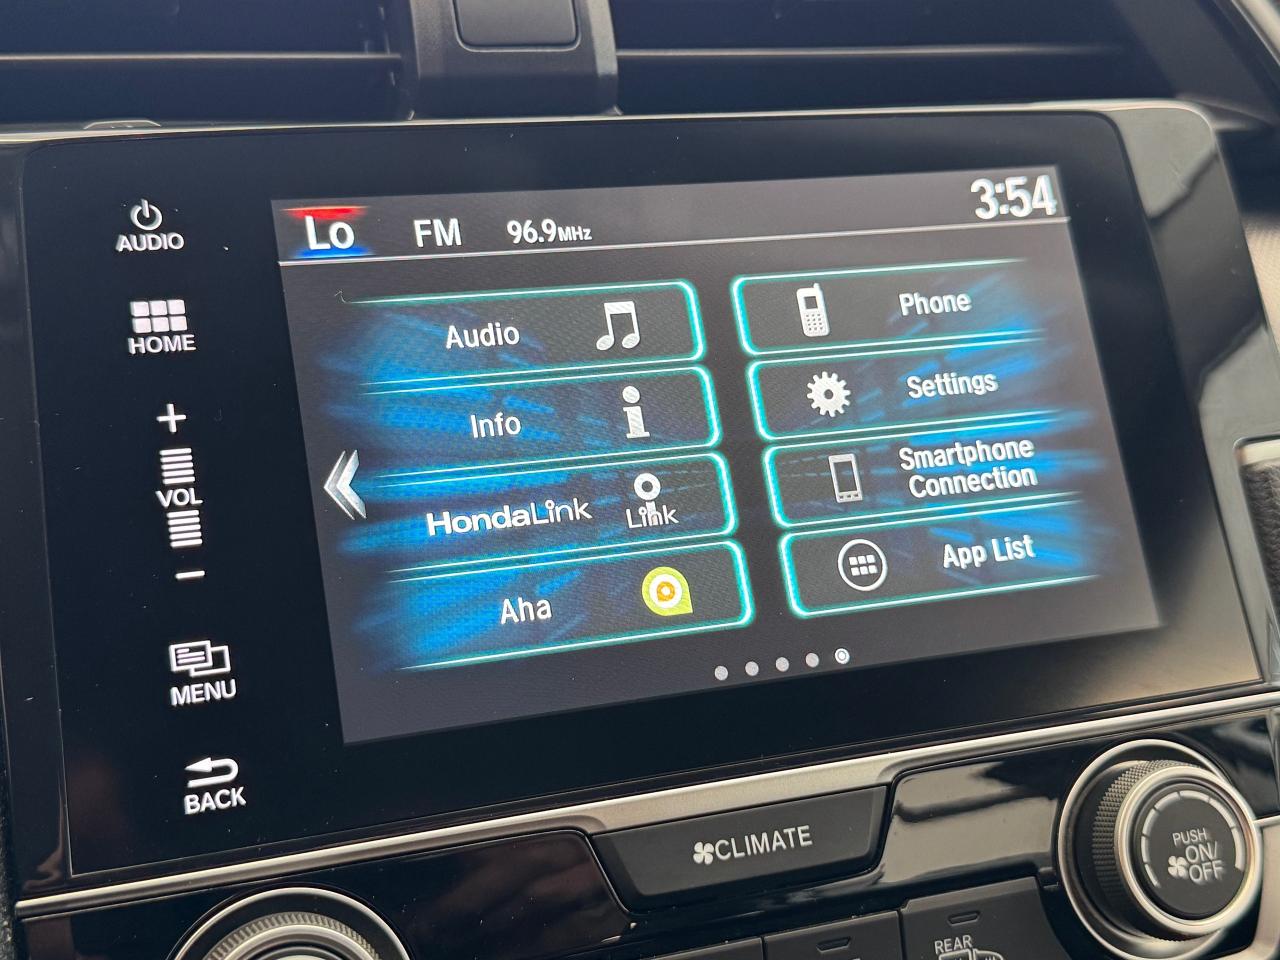 Lo FM 96.9MHz 3:54
AUDIO
HOME
+
VOL
-
MENU
BACK
Audio
Info
HondaLink Link
Aha
Phone
Settings
Smartphone
Connection
App List
CLIMATE
PUSH
ON/
OFF
REAR